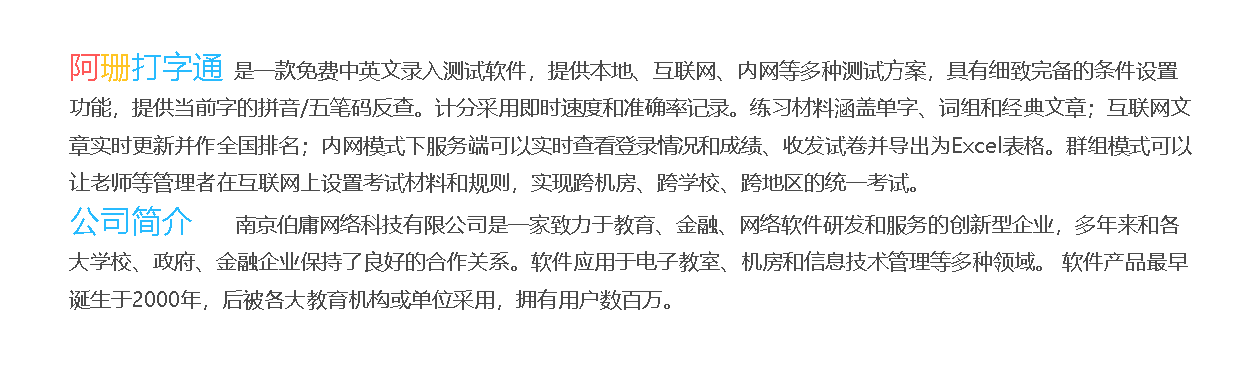 阿珊打字通 是一款免费中英文录入测试软件，提供本地、互联网、内网等多种测试方案，具有细致完备的条件设置
功能，提供当前字的拼音/五笔码反查。计分采用即时速度和准确率记录。练习材料涵盖单字、词组和经典文章；互联网文
章实时更新并作全国排名；内网模式下服务端可以实时查看登录情况和成绩、收发试卷并导出为Excel表格。群组模式可以
让老师等管理者在互联网上设置考试材料和规则，实现跨机房、跨学校、跨地区的统一考试。
公司简介 南京伯庸网络科技有限公司是一家致力于教育、金融、网络软件研发和服务的创新型企业，多年来和各
大学校、政府、金融企业保持了良好的合作关系。软件应用于电子教室、机房和信息技术管理等多种领域。 软件产品最早
诞生于2000年，后被各大教育机构或单位采用，拥有用户数百万。